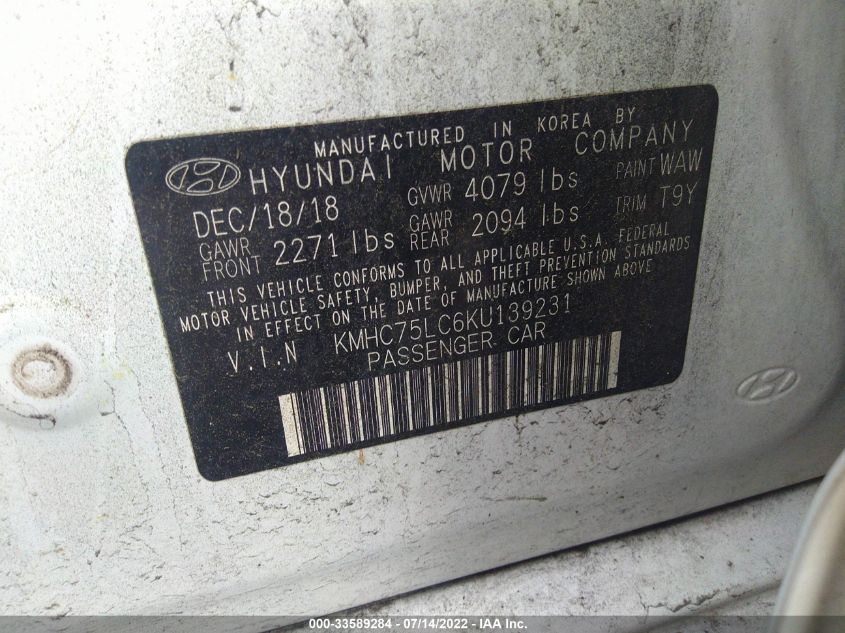 MANUFACTURED IN KOREA BY
HYUNDAI MOTOR COMPANY
DEC/18/18 GVWR 4079 lbs PAINT WAW
GAWR FRONT 2271 lbs GAWR REAR 2094 lbs TRIM T9Y
THIS VEHICLE CONFORMS TO ALL APPLICABLE U.S.A. FEDERAL
MOTOR VEHICLE SAFETY, BUMPER, AND THEFT PREVENTION STANDARDS
IN EFFECT ON THE DATE OF MANUFACTURE SHOWN ABOVE
V.I.N KMHC75LC6KU139231
PASSENGER CAR
000-33589284 - 07/14/2022 - IAA Inc.